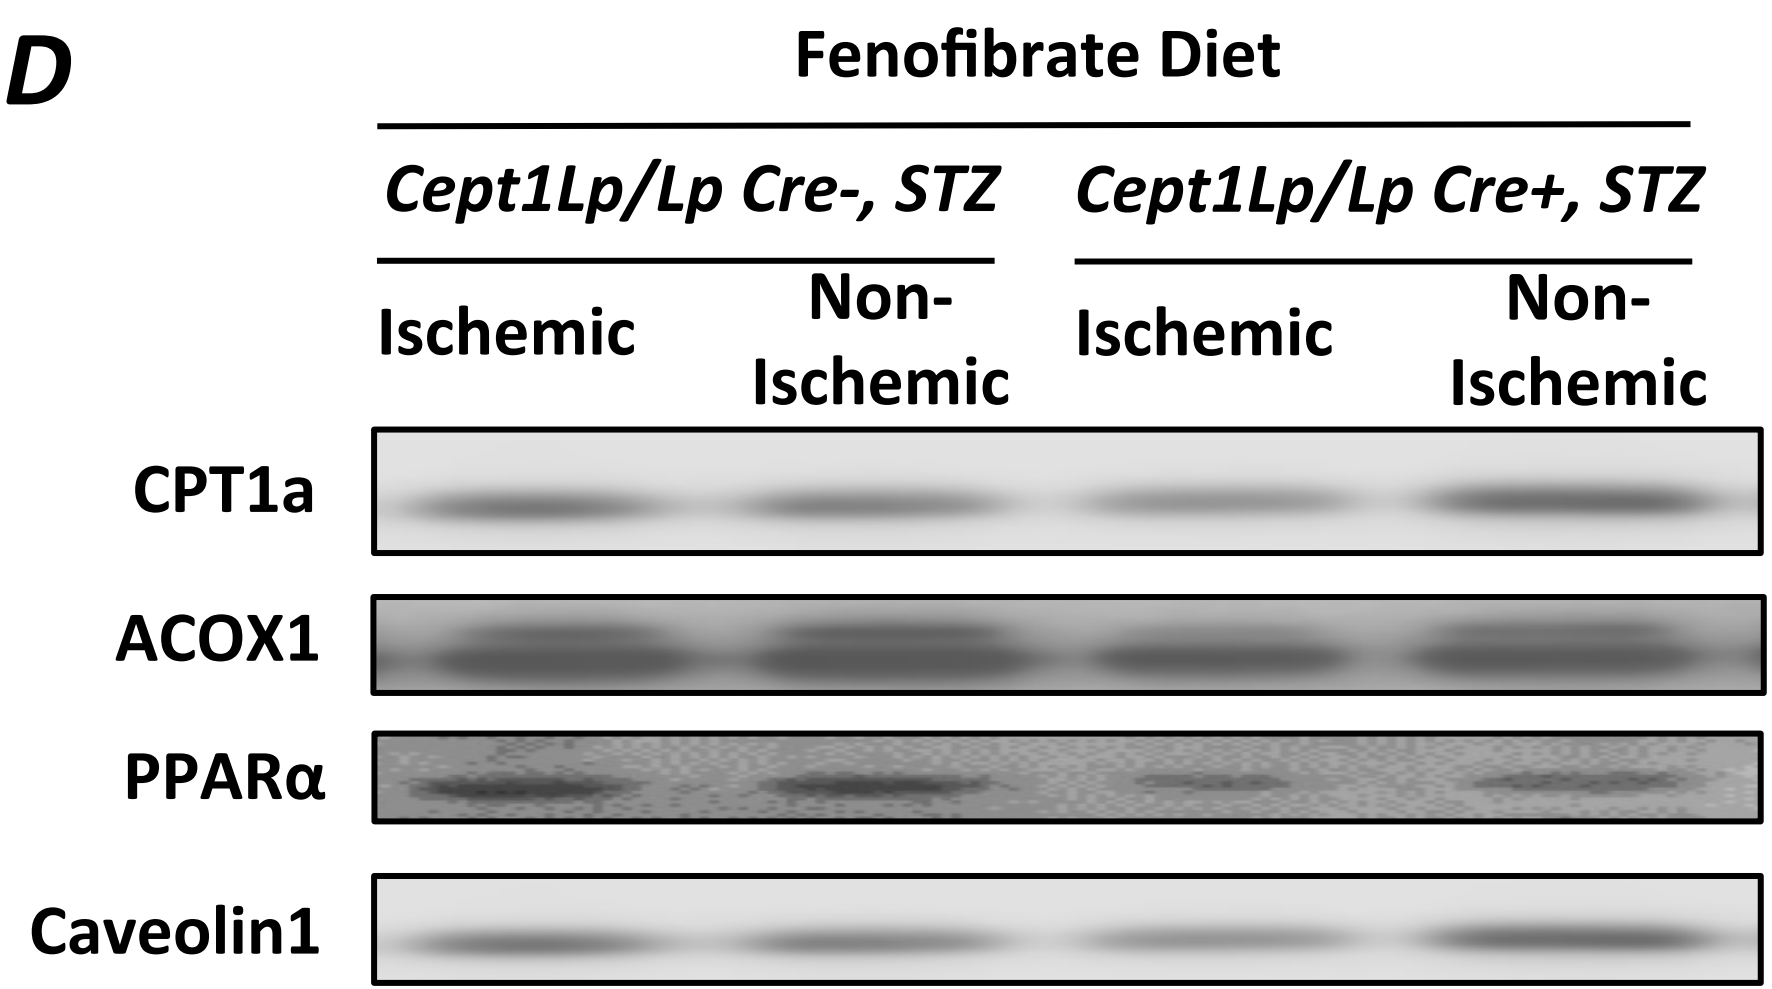 D
Fenofibrate Diet
Cept1Lp/Lp Cre-, STZ
Cept1Lp/Lp Cre+, STZ
Ischemic
Non-
Ischemic
Ischemic
Non-
Ischemic
CPT1a
ACOX1
PPARα
Caveolin1